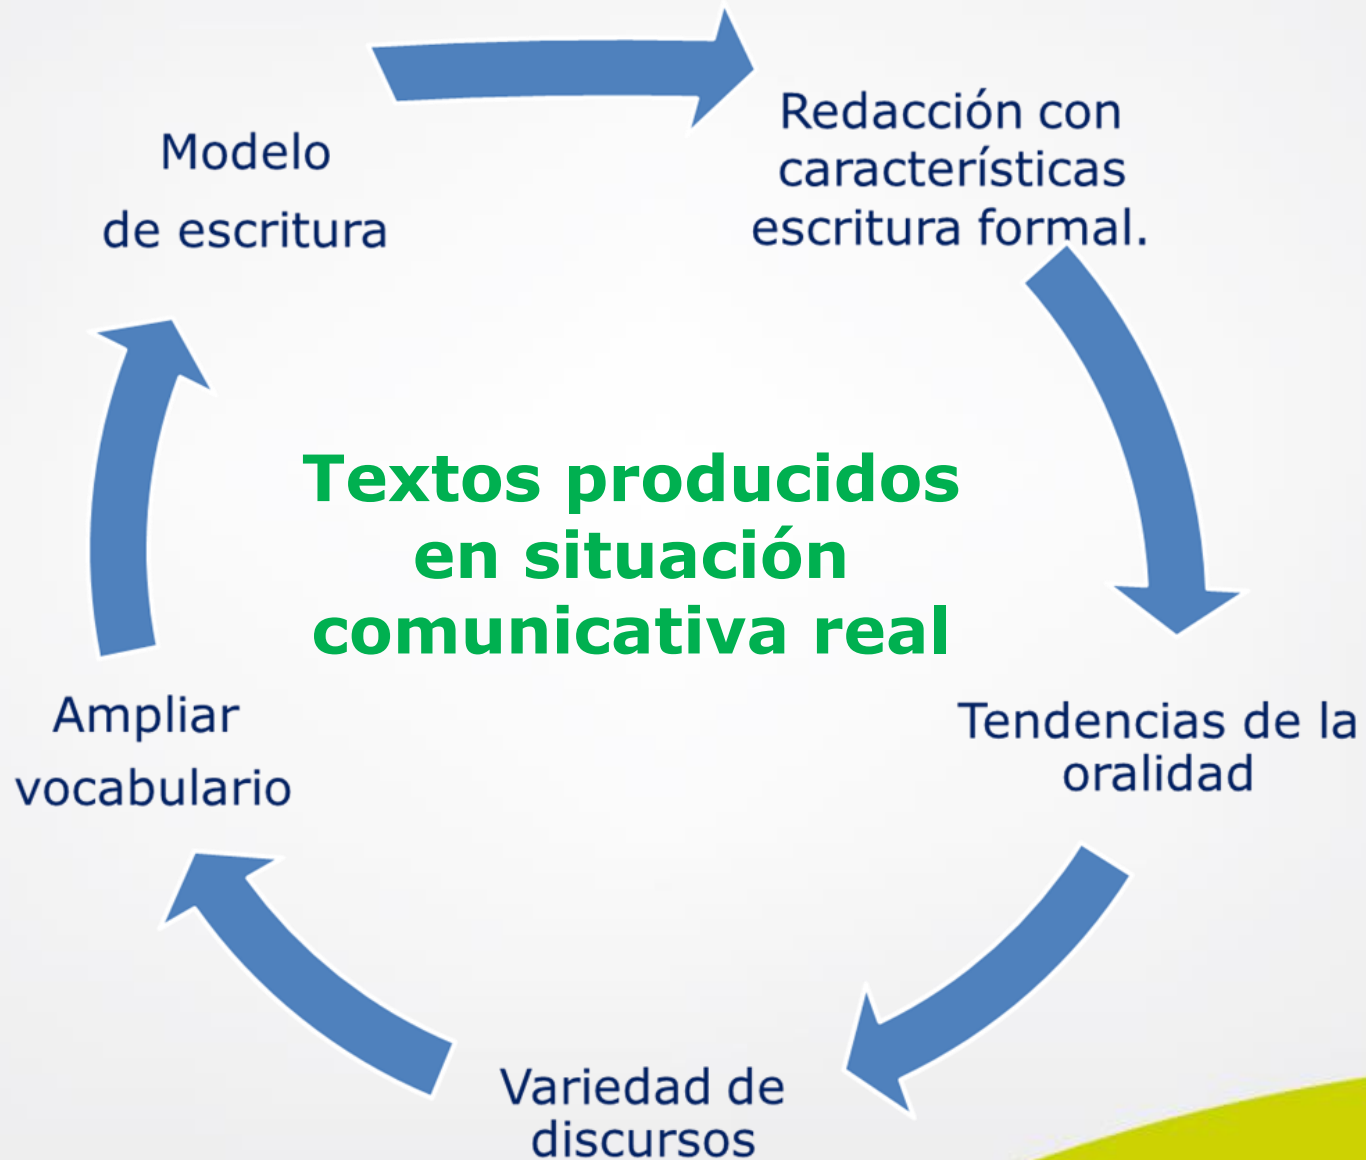 Modelo
de escritura
Redacción con
características
escritura formal.
Textos producidos
en situación
comunicativa real
Tendencias de la
oralidad
Variedad de
discursos
Ampliar
vocabulario